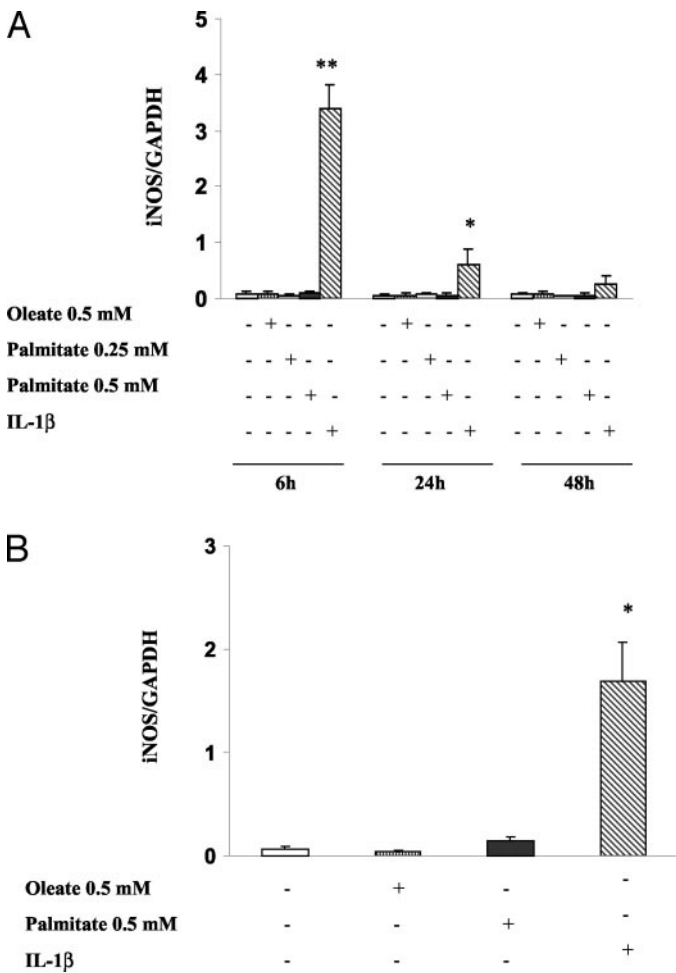 A
iNOS/GAPDH
5
4
3
2
1
0
**
*
Oleate 0.5 mM - + - - - - + - - - - + - - -
Palmitate 0.25 mM - - + - - - - + - - - - + - -
Palmitate 0.5 mM - - - + - - - - + - - - - + -
IL-1β - - - - + - - - - + - - - - +
6h 24h 48h
B
iNOS/GAPDH
3
2
1
0
*
Oleate 0.5 mM - + - -
Palmitate 0.5 mM - - + -
IL-1β - - - +